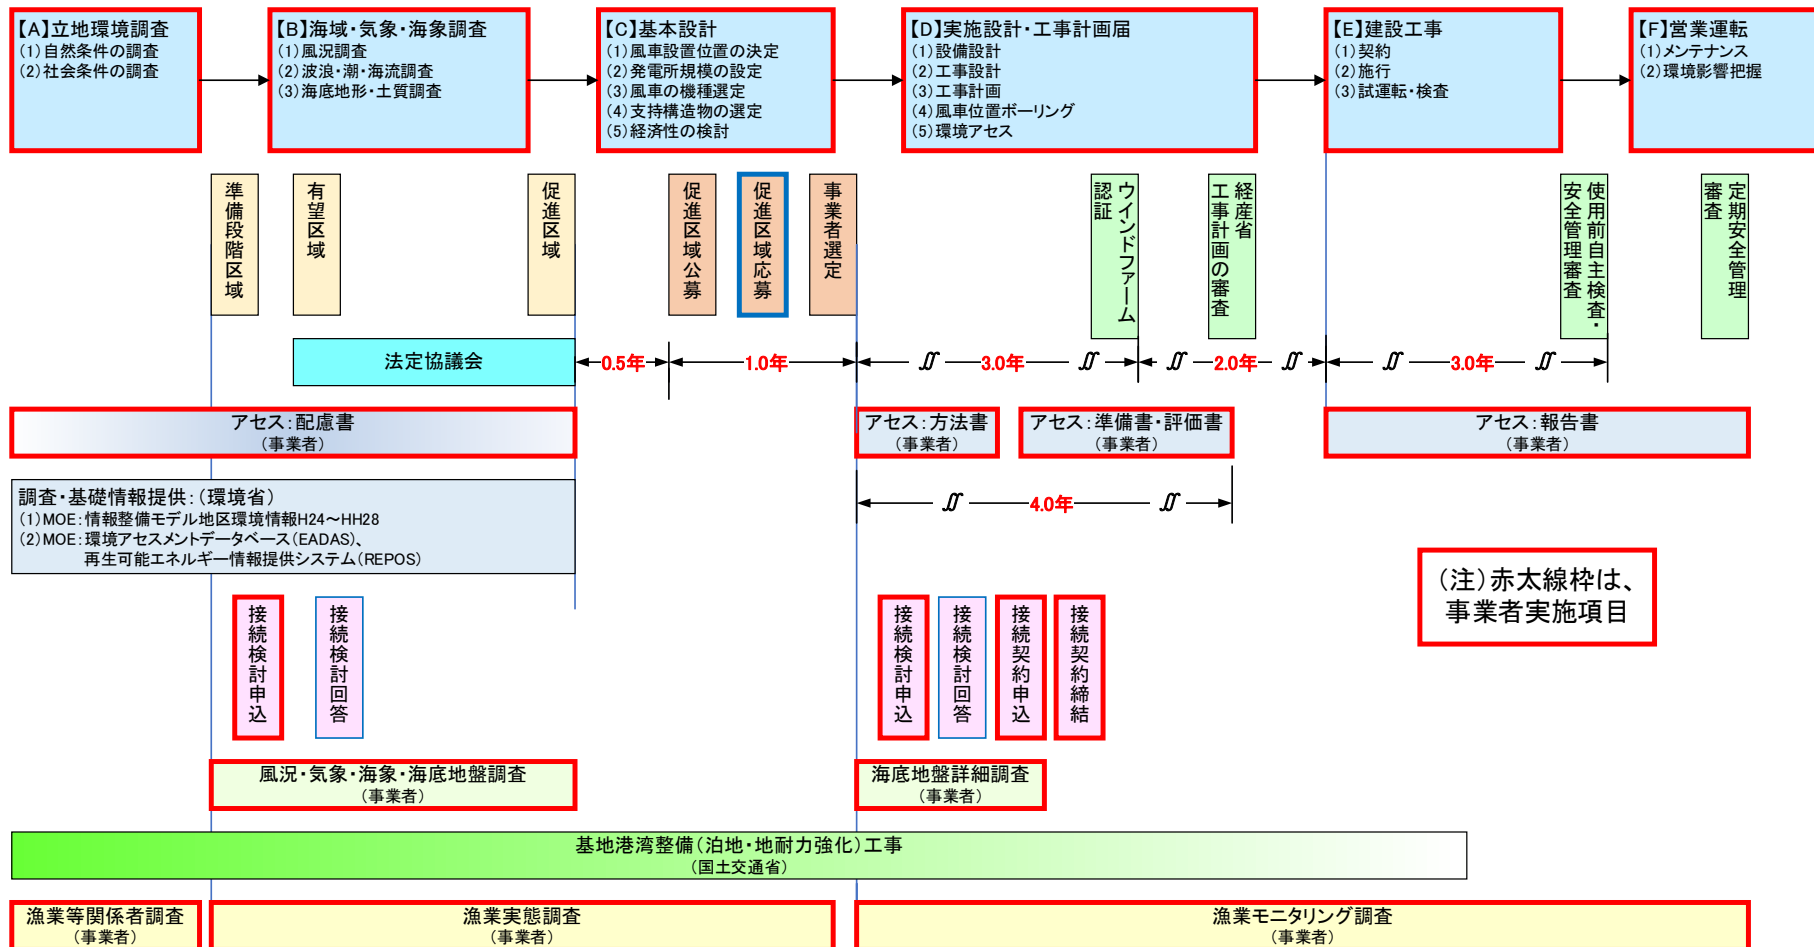 【A】立地環境調査
(1)自然条件の調査
(2)社会条件の調査
【B】海域・気象・海象調査
(1)風況調査
(2)波浪・潮・海流調査
(3)海底地形・土質調査
【C】基本設計
(1)風車設置位置の決定
(2)発電所規模の設定
(3)風車の機種選定
(4)支持構造物の選定
(5)経済性の検討
【D】実施設計・工事計画届
(1)設備設計
(2)工事設計
(3)工事計画
(4)風車位置ボーリング
(5)環境アセス
【E】建設工事
(1)契約
(2)施行
(3)試運転・検査
【F】営業運転
(1)メンテナンス
(2)環境影響把握
準備段階区域
有望区域
促進区域
促進区域公募
促進区域応募
事業者選定
ウインドファーム
認証
経産省
工事計画の審査
使用前自主検査・
安全管理審査
定期安全管理
審査
法定協議会
0.5年
1.0年
3.0年
2.0年
3.0年
アセス：配慮書
(事業者)
アセス：方法書
(事業者)
アセス：準備書・評価書
(事業者)
アセス：報告書
(事業者)
調査・基礎情報提供：(環境省)
(1)MOE：情報整備モデル地区環境情報H24～HH28
(2)MOE：環境アセスメントデータベース(EADAS)、
再生可能エネルギー情報提供システム(REPOS)
4.0年
(注)赤太線枠は、
事業者実施項目
接続検討申込
接続検討回答
接続検討申込
接続検討回答
接続契約申込
接続契約締結
風況・気象・海象・海底地盤調査
(事業者)
海底地盤詳細調査
(事業者)
基地港湾整備(泊地・地耐力強化)工事
(国土交通省)
漁業等関係者調査
(事業者)
漁業実態調査
(事業者)
漁業モニタリング調査
(事業者)